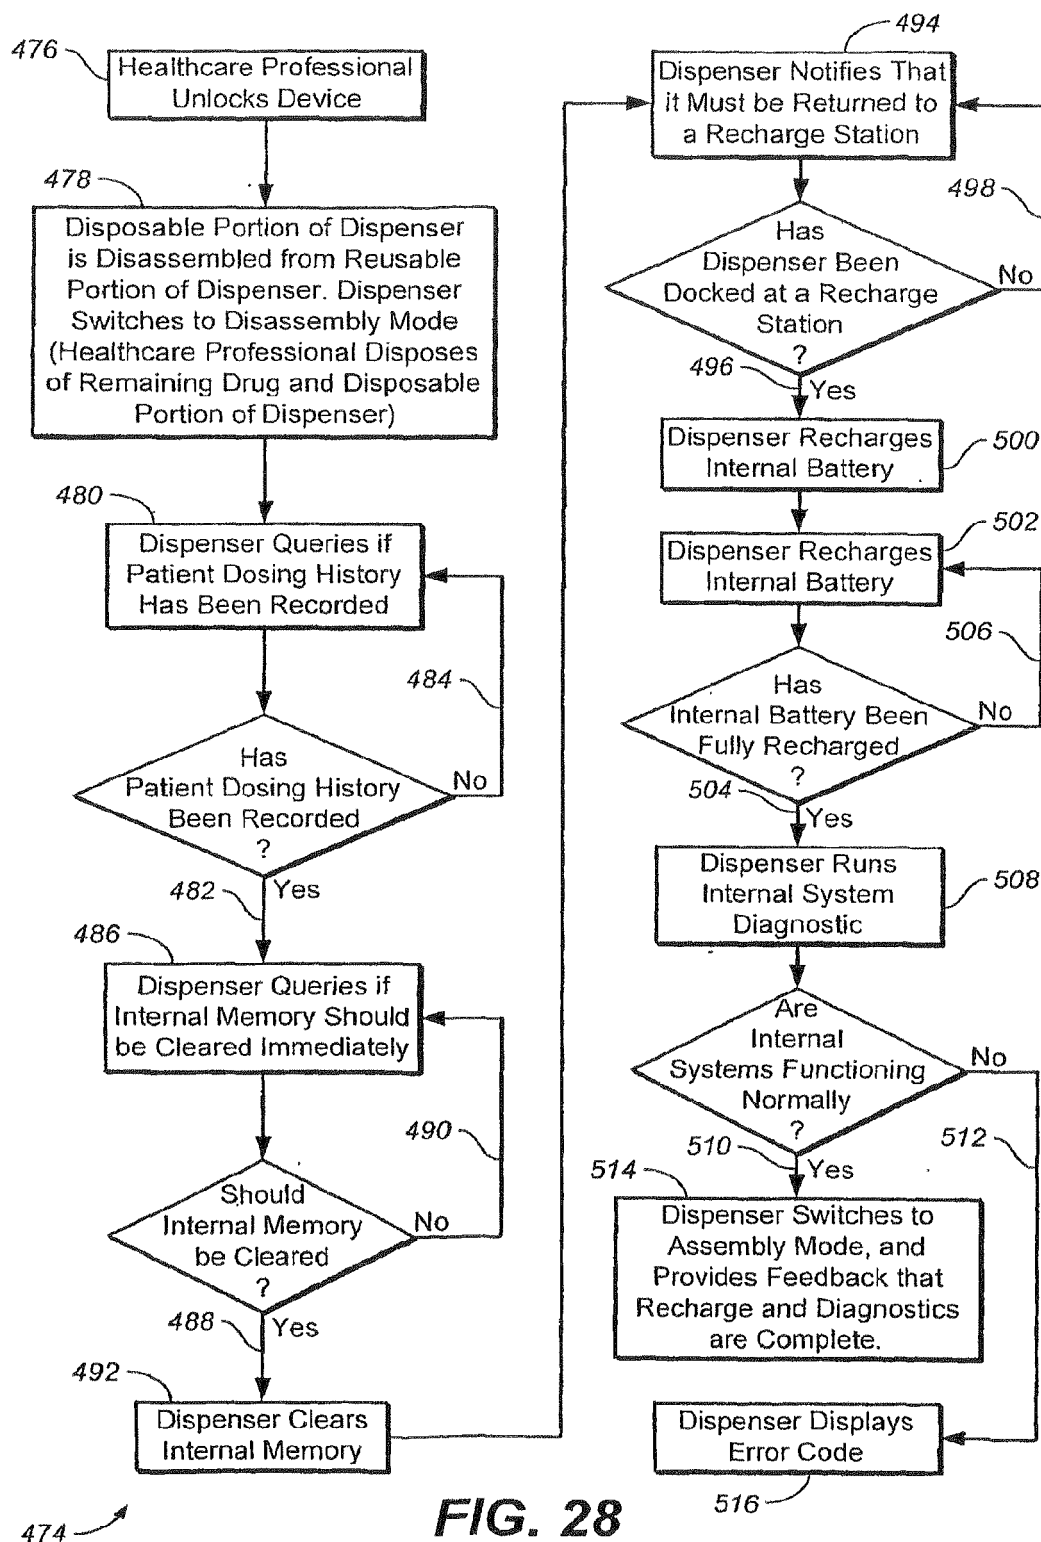 476
Healthcare Professional
Unlocks Device
478
Disposable Portion of Dispenser
is Disassembled from Reusable
Portion of Dispenser. Dispenser
Switches to Disassembly Mode
(Healthcare Professional Disposes
of Remaining Drug and Disposable
Portion of Dispenser)
480
Dispenser Queries if
Patient Dosing History
Has Been Recorded
484
Has
Patient Dosing History
Been Recorded
?
No
482
Yes
486
Dispenser Queries if
Internal Memory Should
be Cleared Immediately
490
Should
Internal Memory
be Cleared
?
No
488
Yes
492
Dispenser Clears
Internal Memory
474
494
Dispenser Notifies That
it Must be Returned to
a Recharge Station
498
Has
Dispenser Been
Docked at a Recharge
Station
?
No
496
Yes
Dispenser Recharges
Internal Battery
500
502
Dispenser Recharges
Internal Battery
506
Has
Internal Battery Been
Fully Recharged
?
No
504
Yes
Dispenser Runs
Internal System
Diagnostic
508
Are
Internal
Systems Functioning
Normally
?
No
510
Yes
512
514
Dispenser Switches to
Assembly Mode, and
Provides Feedback that
Recharge and Diagnostics
are Complete.
Dispenser Displays
Error Code
516
FIG. 28